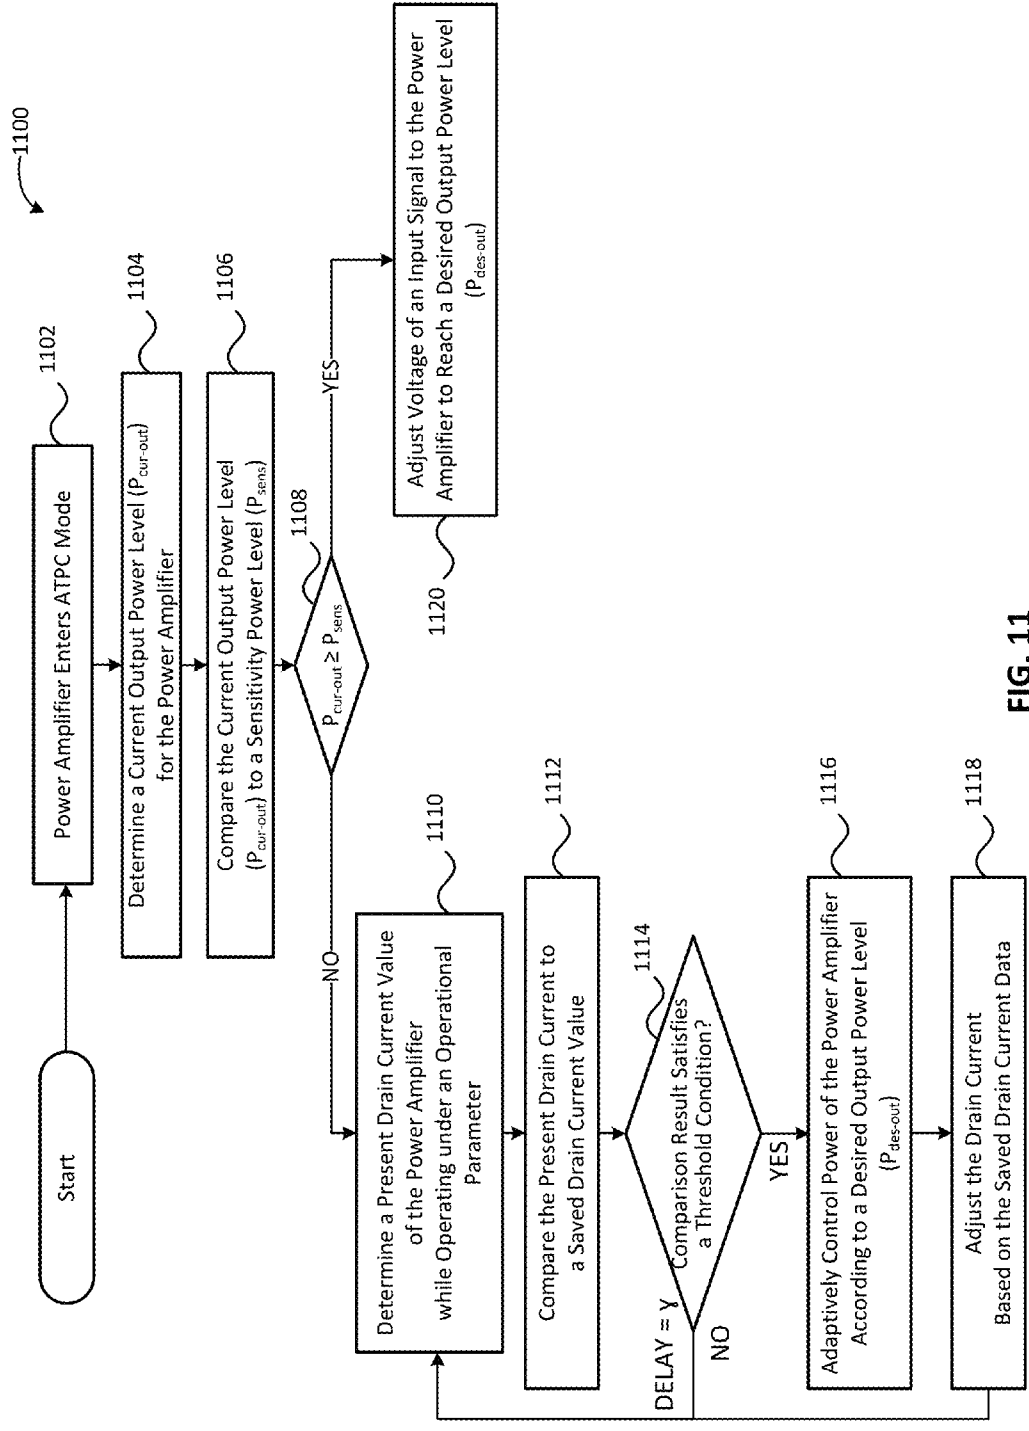 1100
Start
Power Amplifier Enters ATPC Mode
1102
Determine a Current Output Power Level (Pcur-out)
for the Power Amplifier
1104
Compare the Current Output Power Level
(Pcur-out) to a Sensitivity Power Level (Psens)
1106
Pcur-out ≥ Psens
1108
NO
YES
Determine a Present Drain Current Value
of the Power Amplifier
while Operating under an Operational
Parameter
1110
Adjust Voltage of an Input Signal to the Power
Amplifier to Reach a Desired Output Power Level
(Pdes-out)
1120
Compare the Present Drain Current to
a Saved Drain Current Value
1112
Comparison Result Satisfies
a Threshold Condition?
1114
DELAY = γ
NO
YES
Adaptively Control Power of the Power Amplifier
According to a Desired Output Power Level
(Pdes-out)
1116
Adjust the Drain Current
Based on the Saved Drain Current Data
1118
FIG. 11